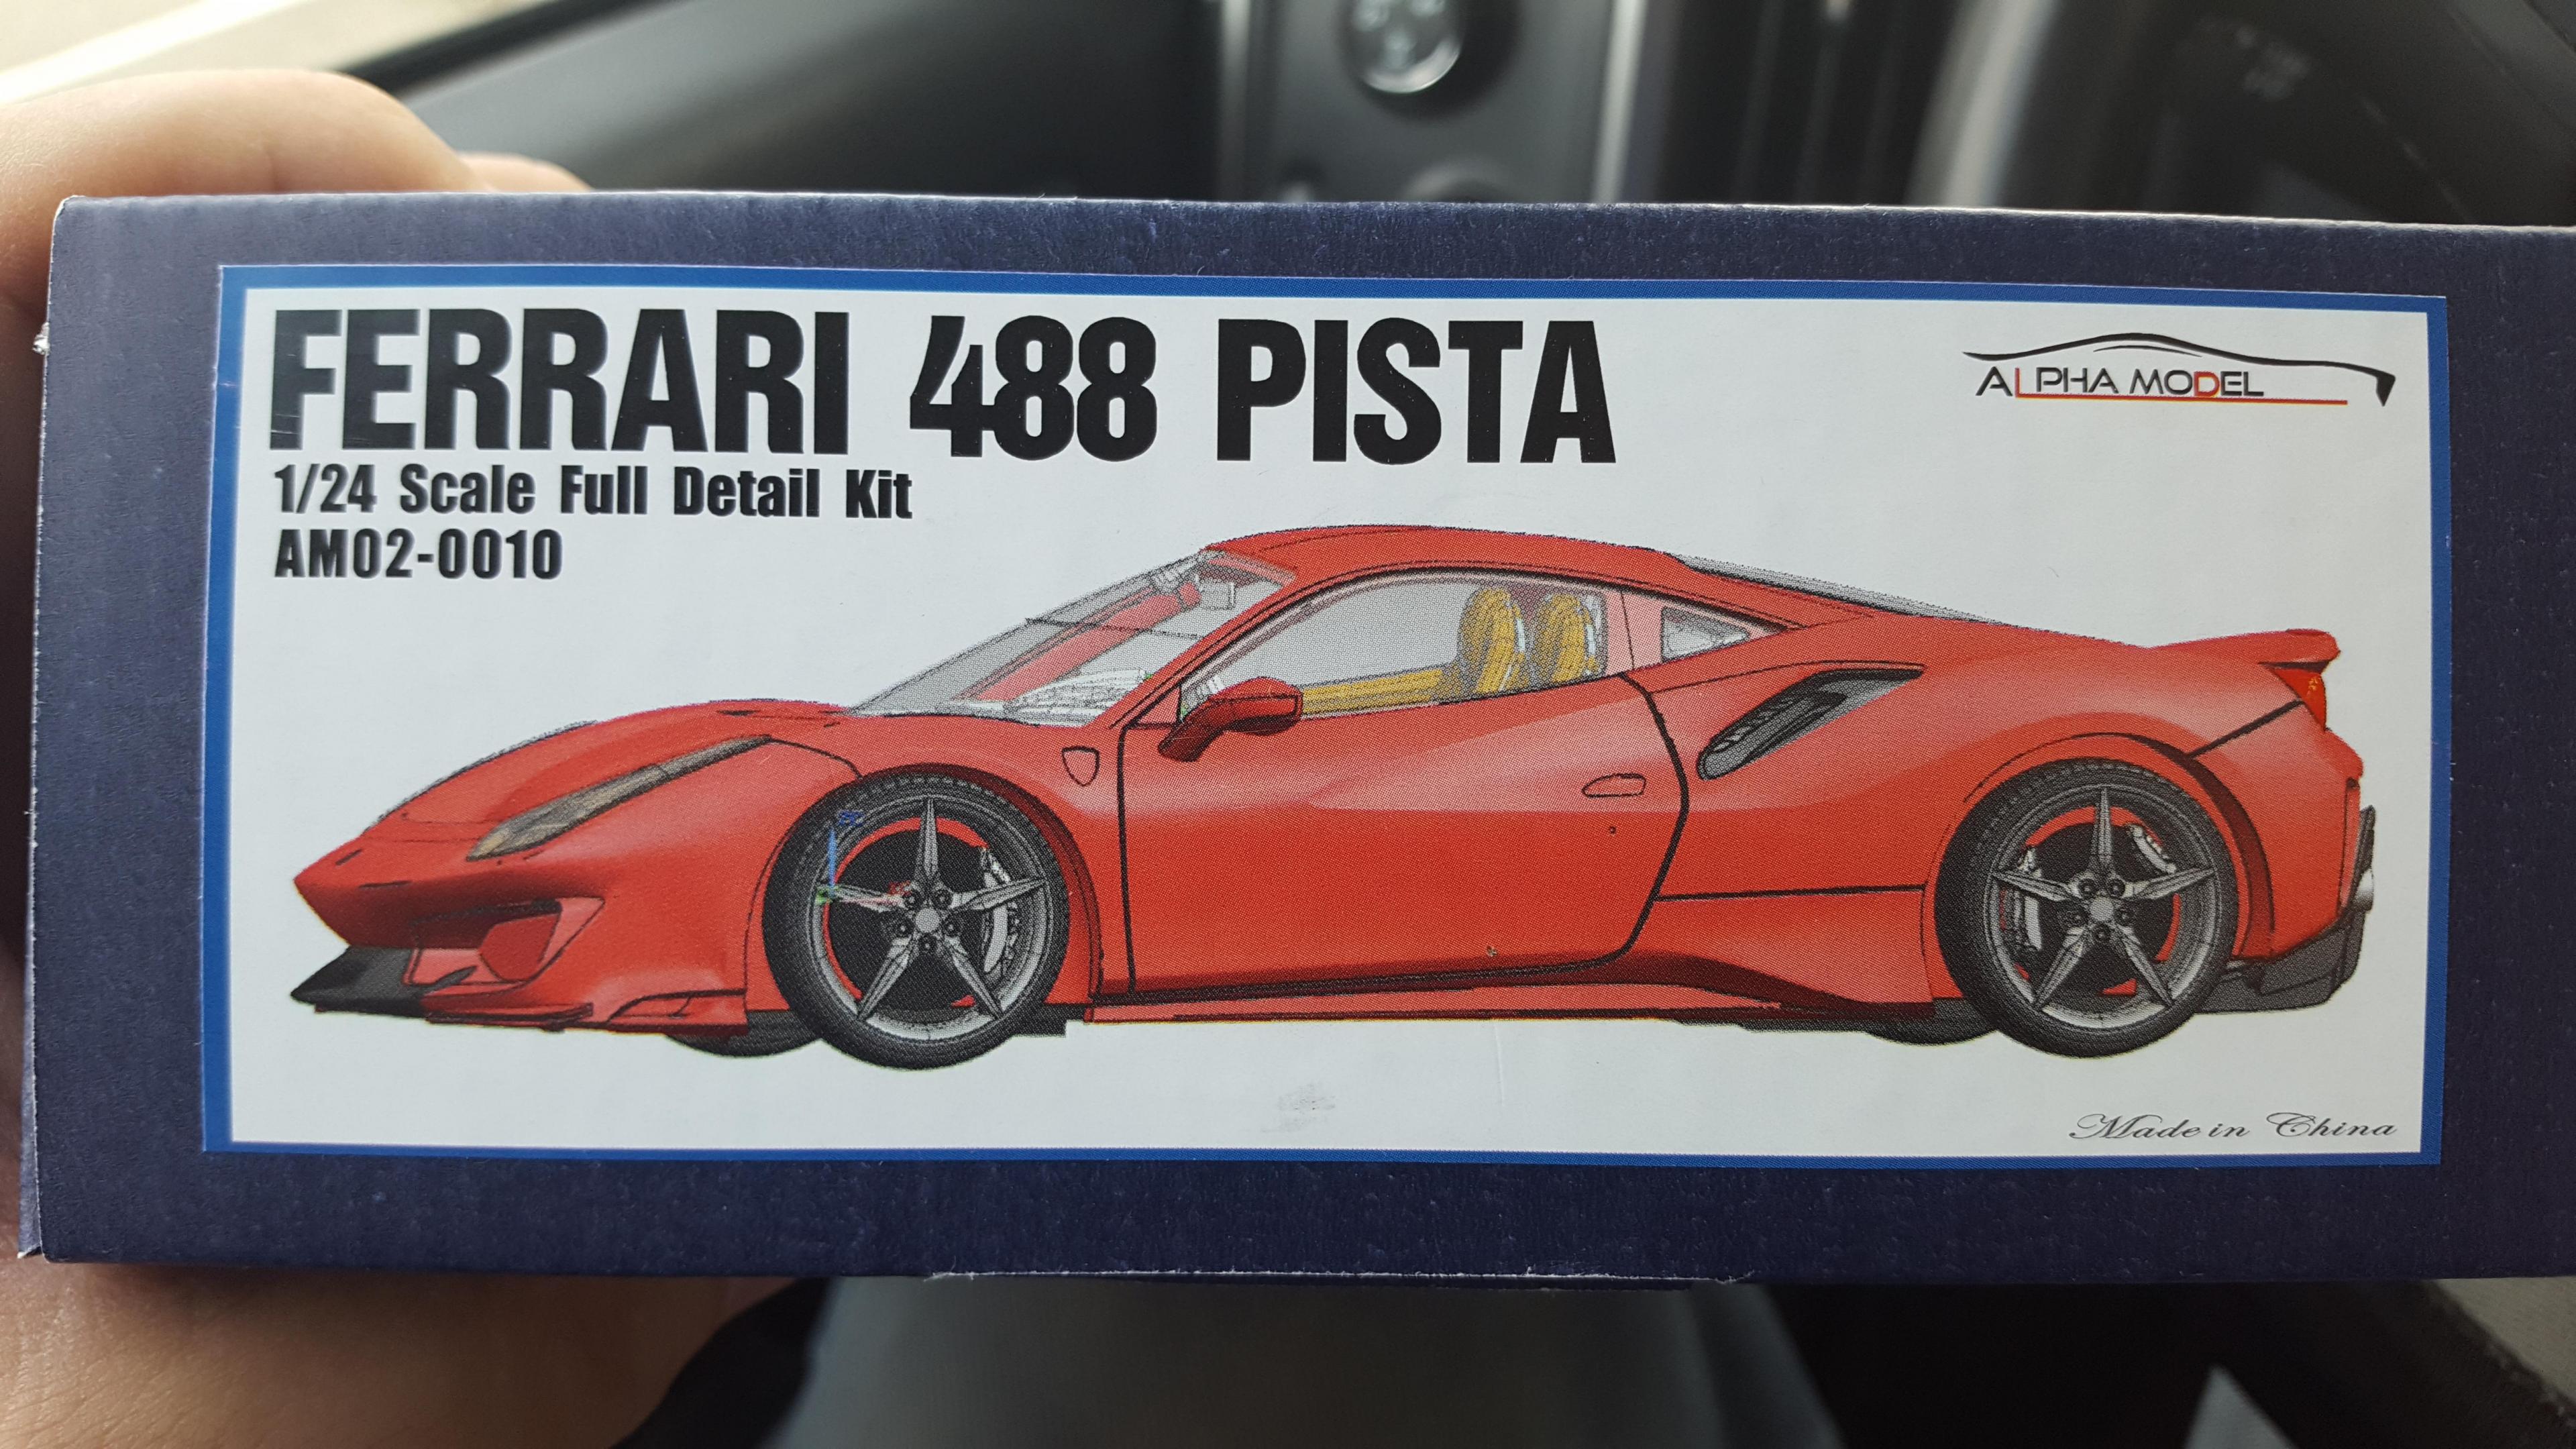 FERRARI 488 PISTA
ALPHA MODEL
1/24 Scale Full Detail Kit
AM02-0010
Made in China